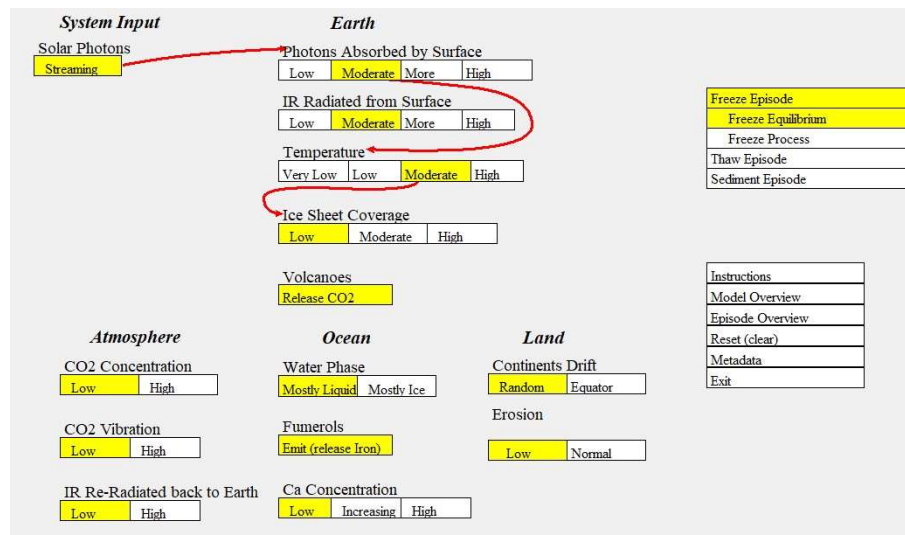 System Input
Earth
Solar Photons
Streaming
Photons Absorbed by Surface
Low Moderate More High
IR Radiated from Surface
Low Moderate More High
Temperature
Very Low Low Moderate High
Ice Sheet Coverage
Low Moderate High
Volcanoes
Release CO2
Freeze Episode
Freeze Equilibrium
Freeze Process
Thaw Episode
Sediment Episode
Instructions
Model Overview
Episode Overview
Reset (clear)
Metadata
Exit
Atmosphere
CO2 Concentration
Low High
CO2 Vibration
Low High
IR Re-Radiated back to Earth
Low High
Ocean
Water Phase
Mostly Liquid Mostly Ice
Fumerols
Emit (release Iron)
Ca Concentration
Low Increasing High
Land
Continents Drift
Random Equator
Erosion
Low Normal